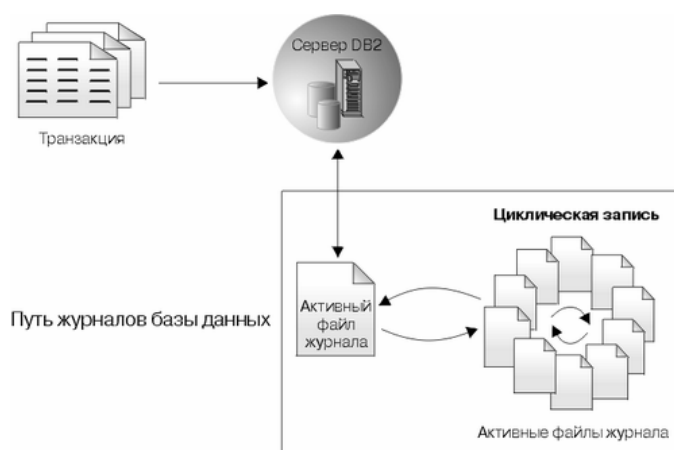 Сервер DB2
Транзакция
Циклическая запись
Путь журналов базы данных
Активный
файл
журнала
Активные файлы журнала